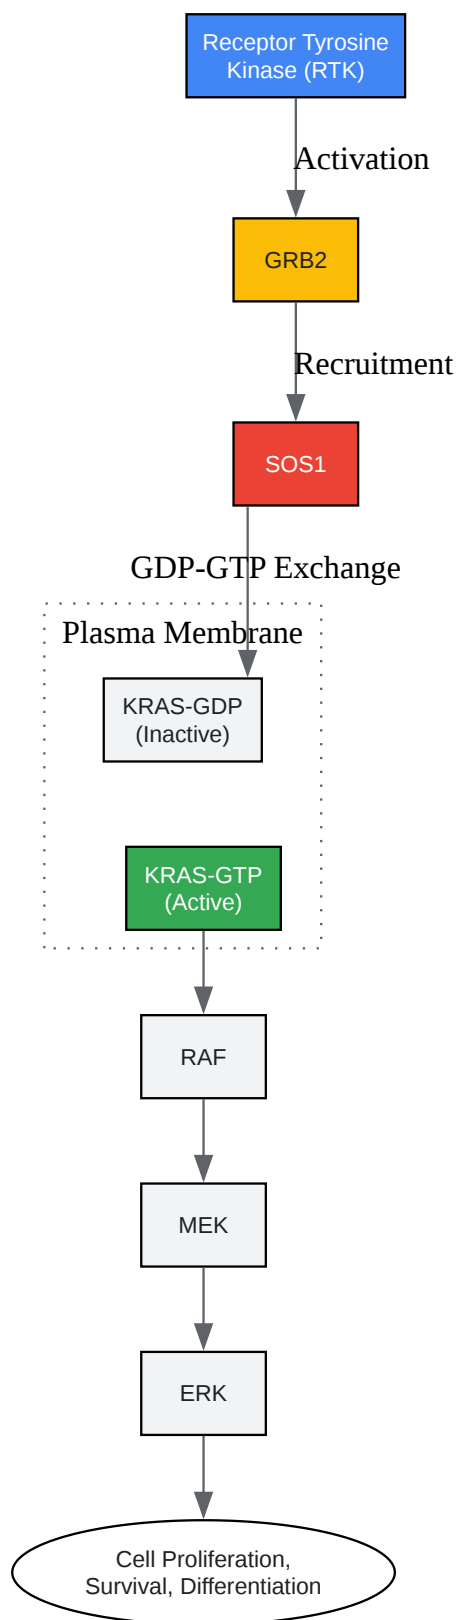 Receptor Tyrosine
Kinase (RTK)
Activation
GRB2
Recruitment
SOS1
GDP-GTP Exchange
Plasma Membrane
KRAS-GDP
(Inactive)
KRAS-GTP
(Active)
RAF
MEK
ERK
Cell Proliferation,
Survival, Differentiation